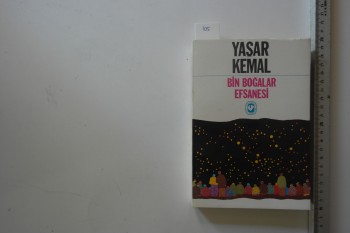 YAŞAR
KEMAL
BİN BOĞALAR
EFSANESİ